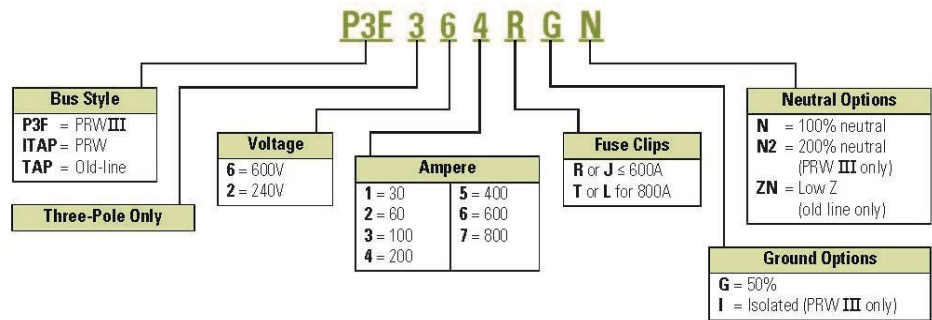 P3F 3 6 4 R G N
Bus Style
P3F = PRWIII
ITAP = PRW
TAP = Old-line
Three-Pole Only
Voltage
6 = 600V
2 = 240V
Ampere
1 = 30
2 = 60
3 = 100
4 = 200
5 = 400
6 = 600
7 = 800
Fuse Clips
R or J ≤ 600A
T or L for 800A
Neutral Options
N = 100% neutral
N2 = 200% neutral
(PRW III only)
ZN = Low Z
(old line only)
Ground Options
G = 50%
I = Isolated (PRW III only)